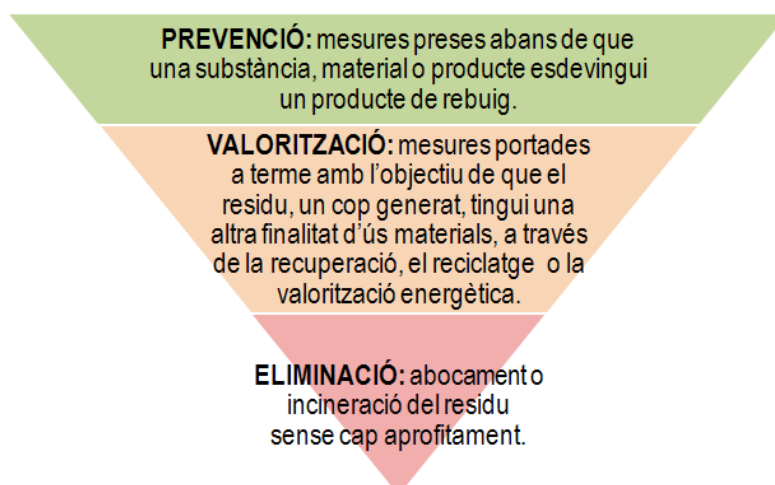 PREVENCIÓ: mesures preses abans de que
una substància, material o producte esdevingui
un producte de rebuig.
VALORITZACIÓ: mesures portades
a terme amb l'objectiu de que el
residu, un cop generat, tingui una
altra finalitat d'ús materials, a través
de la recuperació, el reciclatge o la
valorització energètica.
ELIMINACIÓ: abocament o
incineració del residu
sense cap aprofitament.